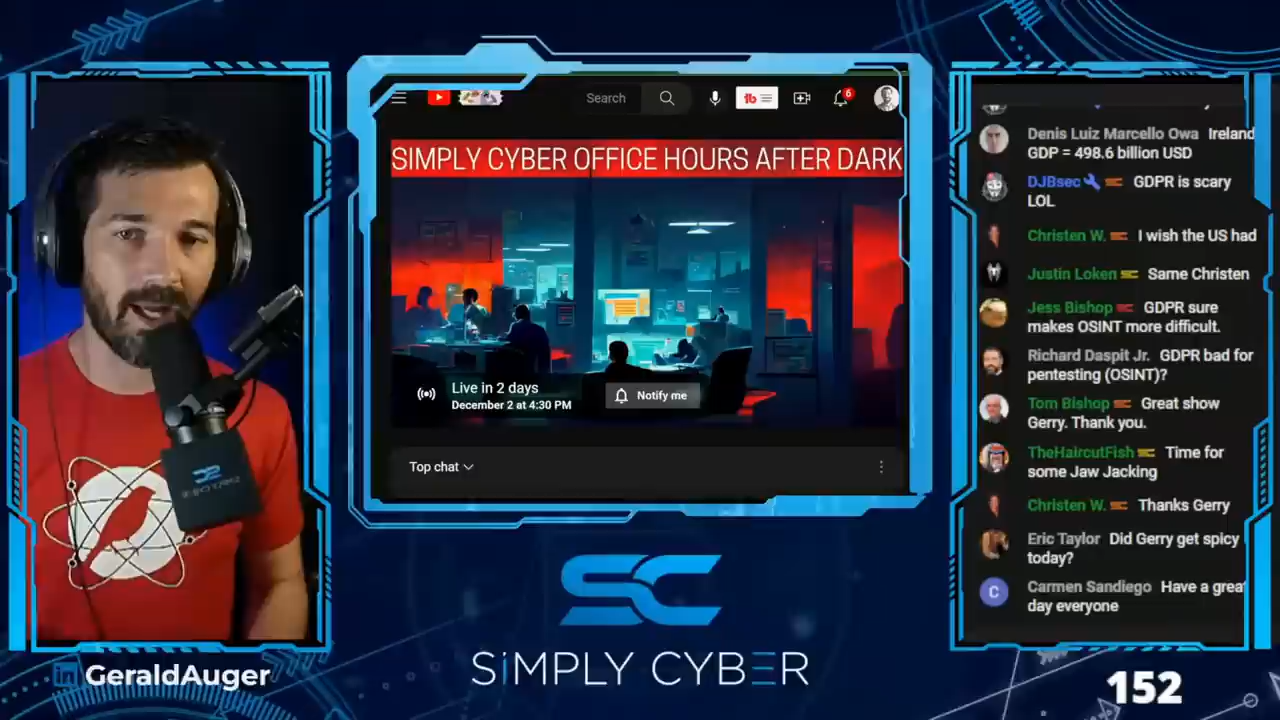 Search
6
SIMPLY CYBER OFFICE HOURS AFTER DARK
Live in 2 days
December 2 at 4:30 PM
Notify me
Top chat
SC
SiMPLY CYBER
in GeraldAuger
Denis Luiz Marcello Owa Ireland
GDP = 498.6 billion USD
DJBsec GDPR is scary
LOL
Christen W. I wish the US had
Justin Loken Same Christen
Jess Bishop GDPR sure
makes OSINT more difficult.
Richard Daspit Jr. GDPR bad for
pentesting (OSINT)?
Tom Bishop Great show
Gerry. Thank you.
TheHaircutFish Time for
some Jaw Jacking
Christen W. Thanks Gerry
Eric Taylor Did Gerry get spicy
today?
C
Carmen Sandiego Have a great
day everyone
152